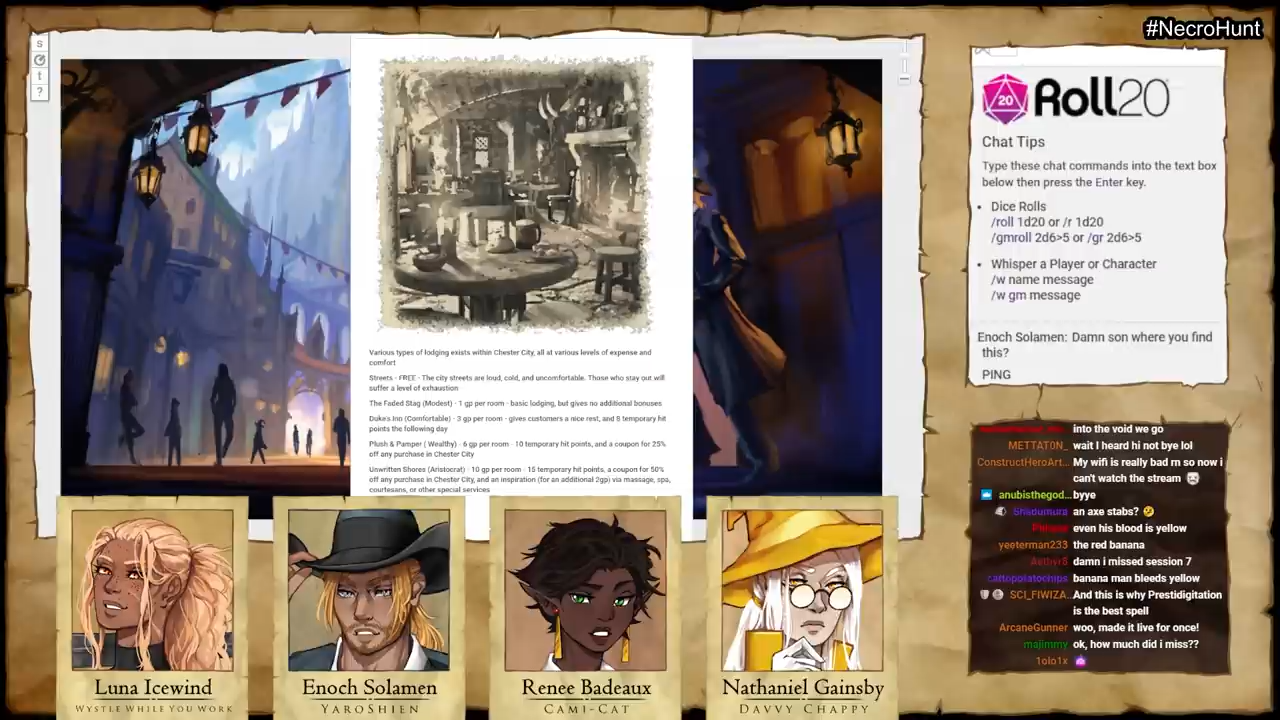 #NecroHunt
s
t
?
20
Roll20
Chat Tips
Type these chat commands into the text box
below then press the Enter key.
• Dice Rolls
/roll 1d20 or /r 1d20
/gmroll 2d6>5 or /gr 2d6>5
• Whisper a Player or Character
/w name message
/w gm message
Enoch Solamen: Damn son where you find
this?
PING
Various types of lodging exists within Chester City, all at various levels of expense and
comfort
Streets - FREE - The city streets are loud, cold, and uncomfortable. Those who stay out will
suffer a level of exhaustion
The Faded Stag (Modest) - 1 gp per room - basic lodging, but gives no additional bonuses
Duke's Inn (Comfortable) - 3 gp per room - gives customers a nice rest, and 5 temporary hit
points the following day
Plush & Pamper ( Wealthy) - 6 gp per room - 10 temporary hit points, and a coupon for 25%
off any purchase in Chester City
Unwritten Shores (Aristocrat) - 10 gp per room - 15 temporary hit points, a coupon for 50%
off any purchase in Chester City, and an inspiration (for an additional 2gp) via massage, spa,
courtesans, or other special services
into the void we go
METTATON_ wait I heard hi not bye lol
ConstructHeroArt... My wifi is really bad rn so now i
can't watch the stream
anubisthegod... byye
Shadumura an axe stabs?
even his blood is yellow
yeeterman233 the red banana
damn i missed session 7
cattopotatochips banana man bleeds yellow
SCI_FIWIZA... And this is why Prestidigitation
is the best spell
ArcaneGunner woo, made it live for once!
majimmy ok, how much did i miss??
1olo1x
Luna Icewind
Wystle While You Work
Enoch Solamen
YaroShien
Renee Badeaux
Cami-Cat
Nathaniel Gainsby
Davvy Chappy